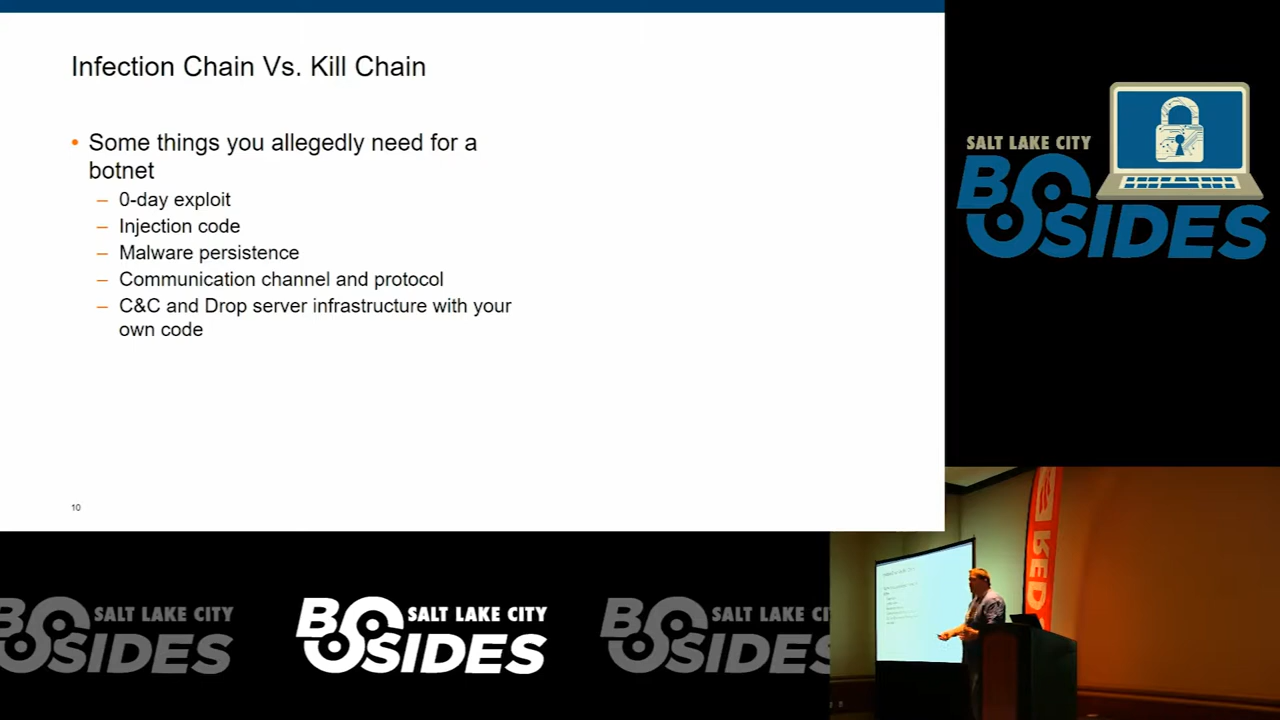 Infection Chain Vs. Kill Chain
• Some things you allegedly need for a
botnet
– 0-day exploit
– Injection code
– Malware persistence
– Communication channel and protocol
– C&C and Drop server infrastructure with your
own code
10
SALT LAKE CITY
BSIDES
SALT LAKE CITY
BSIDES
SALT LAKE CITY
BSIDES
SALT LAKE CI
BSIDES
RED